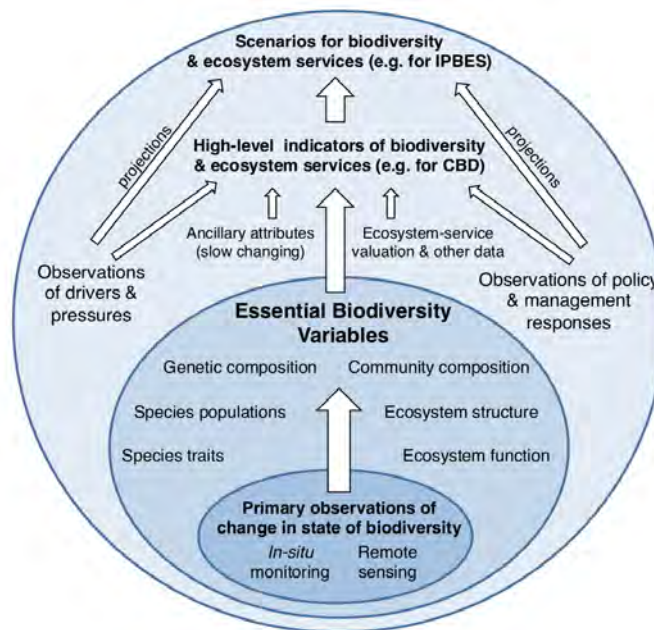 Scenarios for biodiversity
& ecosystem services (e.g. for IPBES)
projections
projections
High-level indicators of biodiversity
& ecosystem services (e.g. for CBD)
Ancillary attributes
(slow changing)
Ecosystem-service
valuation & other data
Observations
of drivers &
pressures
Observations of policy
& management
responses
Essential Biodiversity
Variables
Genetic composition
Community composition
Species populations
Ecosystem structure
Species traits
Ecosystem function
Primary observations of
change in state of biodiversity
In-situ
monitoring
Remote
sensing